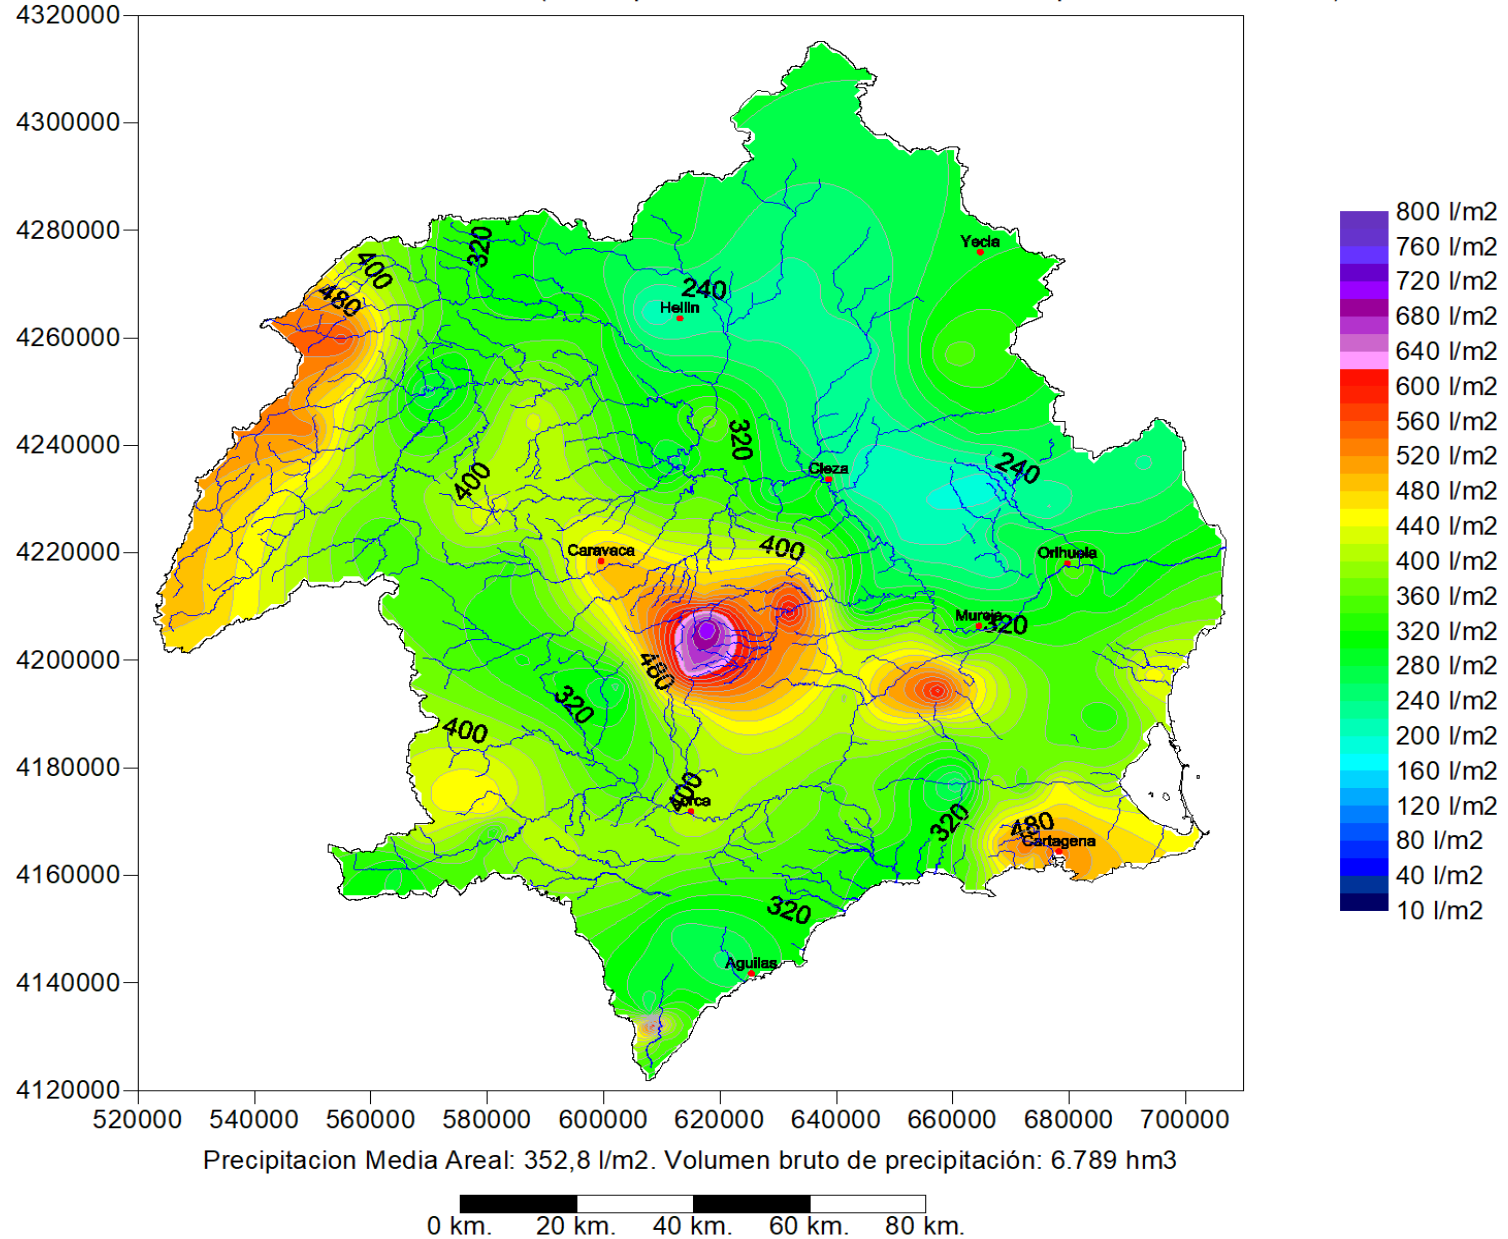 4320000
4300000
4280000
4260000
4240000
4220000
4200000
4180000
4160000
4140000
4120000
520000 540000 560000 580000 600000 620000 640000 660000 680000 700000
320
400
480
Yecla
240
Hellin
320
400
Cieza
240
Caravaca
400
Orihuela
Murcia
320
480
320
400
400
Lorca
320
480
Cartagena
320
Aguilas
800 l/m2
760 l/m2
720 l/m2
680 l/m2
640 l/m2
600 l/m2
560 l/m2
520 l/m2
480 l/m2
440 l/m2
400 l/m2
360 l/m2
320 l/m2
280 l/m2
240 l/m2
200 l/m2
160 l/m2
120 l/m2
80 l/m2
40 l/m2
10 l/m2
Precipitacion Media Areal: 352,8 l/m2. Volumen bruto de precipitación: 6.789 hm3
0 km. 20 km. 40 km. 60 km. 80 km.